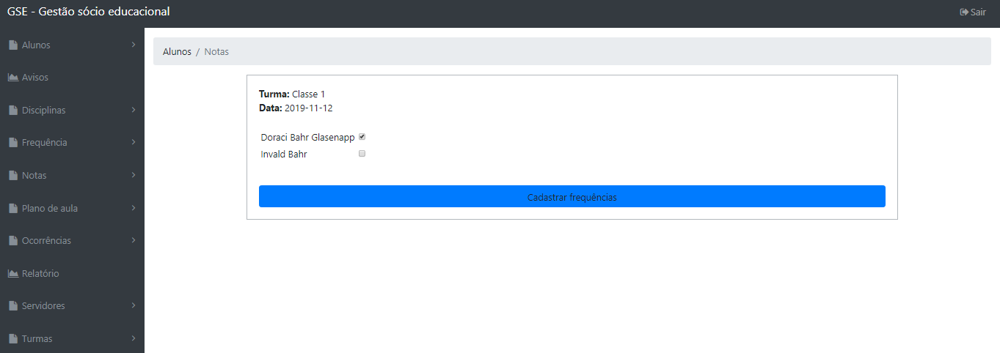 GSE - Gestão sócio educacional
Sair
Alunos
Avisos
Disciplinas
Frequência
Notas
Plano de aula
Ocorrências
Relatório
Servidores
Turmas
Alunos / Notas
Turma: Classe 1
Data: 2019-11-12
Doraci Bahr Glasenapp
Invald Bahr
Cadastrar frequências